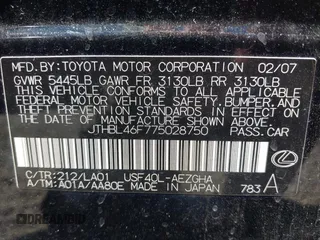 MFD. BY: TOYOTA MOTOR CORPORATION 02/07
GVWR 5445LB GAWR FR 3130LB RR 3130LB
THIS VEHICLE CONFORMS TO ALL APPLICABLE
FEDERAL MOTOR VEHICLE SAFETY, BUMPER, AND
THEFT PREVENTION STANDARDS IN EFFECT ON
THE DATE OF MANUFACTURE SHOWN ABOVE.
JTHBL46F775028750 PASS.CAR
C/TR:212/LA01 USF40L-AEZGHA
A/TM:A01A/AA80E MADE IN JAPAN 783 A